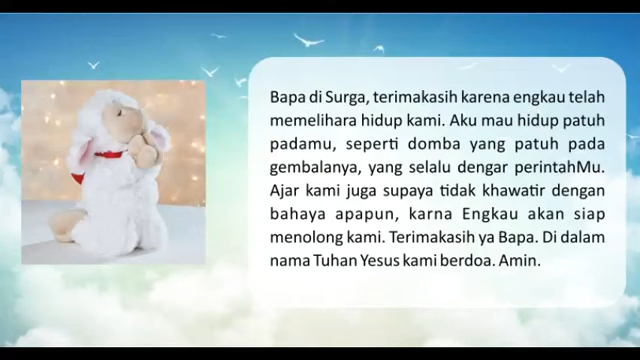 Bapa di Surga, terimakasih karena engkau telah
memelihara hidup kami. Aku mau hidup patuh
padamu, seperti domba yang patuh pada
gembalanya, yang selalu dengar perintahMu.
Ajar kami juga supaya tidak khawatir dengan
bahaya apapun, karna Engkau akan siap
menolong kami. Terimakasih ya Bapa. Di dalam
nama Tuhan Yesus kami berdoa. Amin.